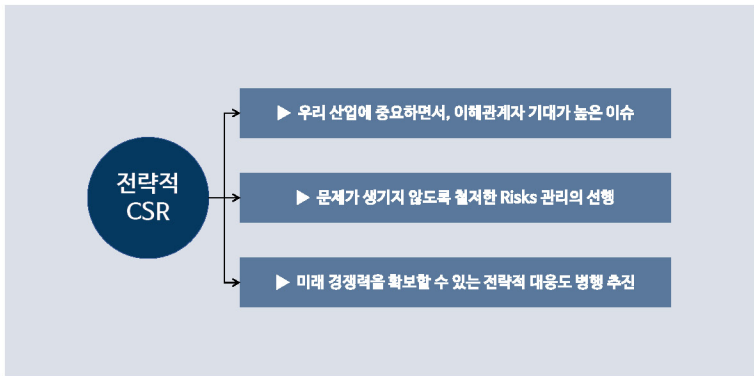 ▶ 우리 산업에 중요하면서, 이해관계자 기대가 높은 이슈
전략적
CSR
▶ 문제가 생기지 않도록 철저한 Risks 관리의 선행
▶ 미래 경쟁력을 확보할 수 있는 전략적 대응도 병행 추진